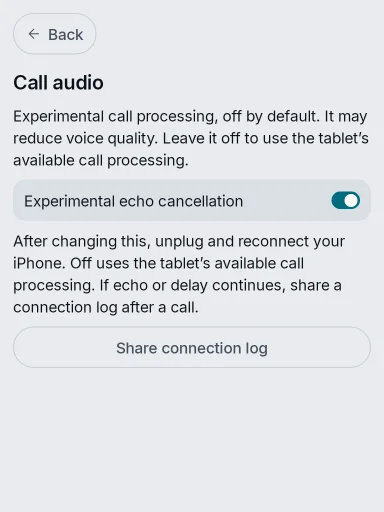 Back
Call audio
Experimental call processing, off by default. It may
reduce voice quality. Leave it off to use the tablet’s
available call processing.
Experimental echo cancellation
After changing this, unplug and reconnect your
iPhone. Off uses the tablet’s available call
processing. If echo or delay continues, share a
connection log after a call.
Share connection log